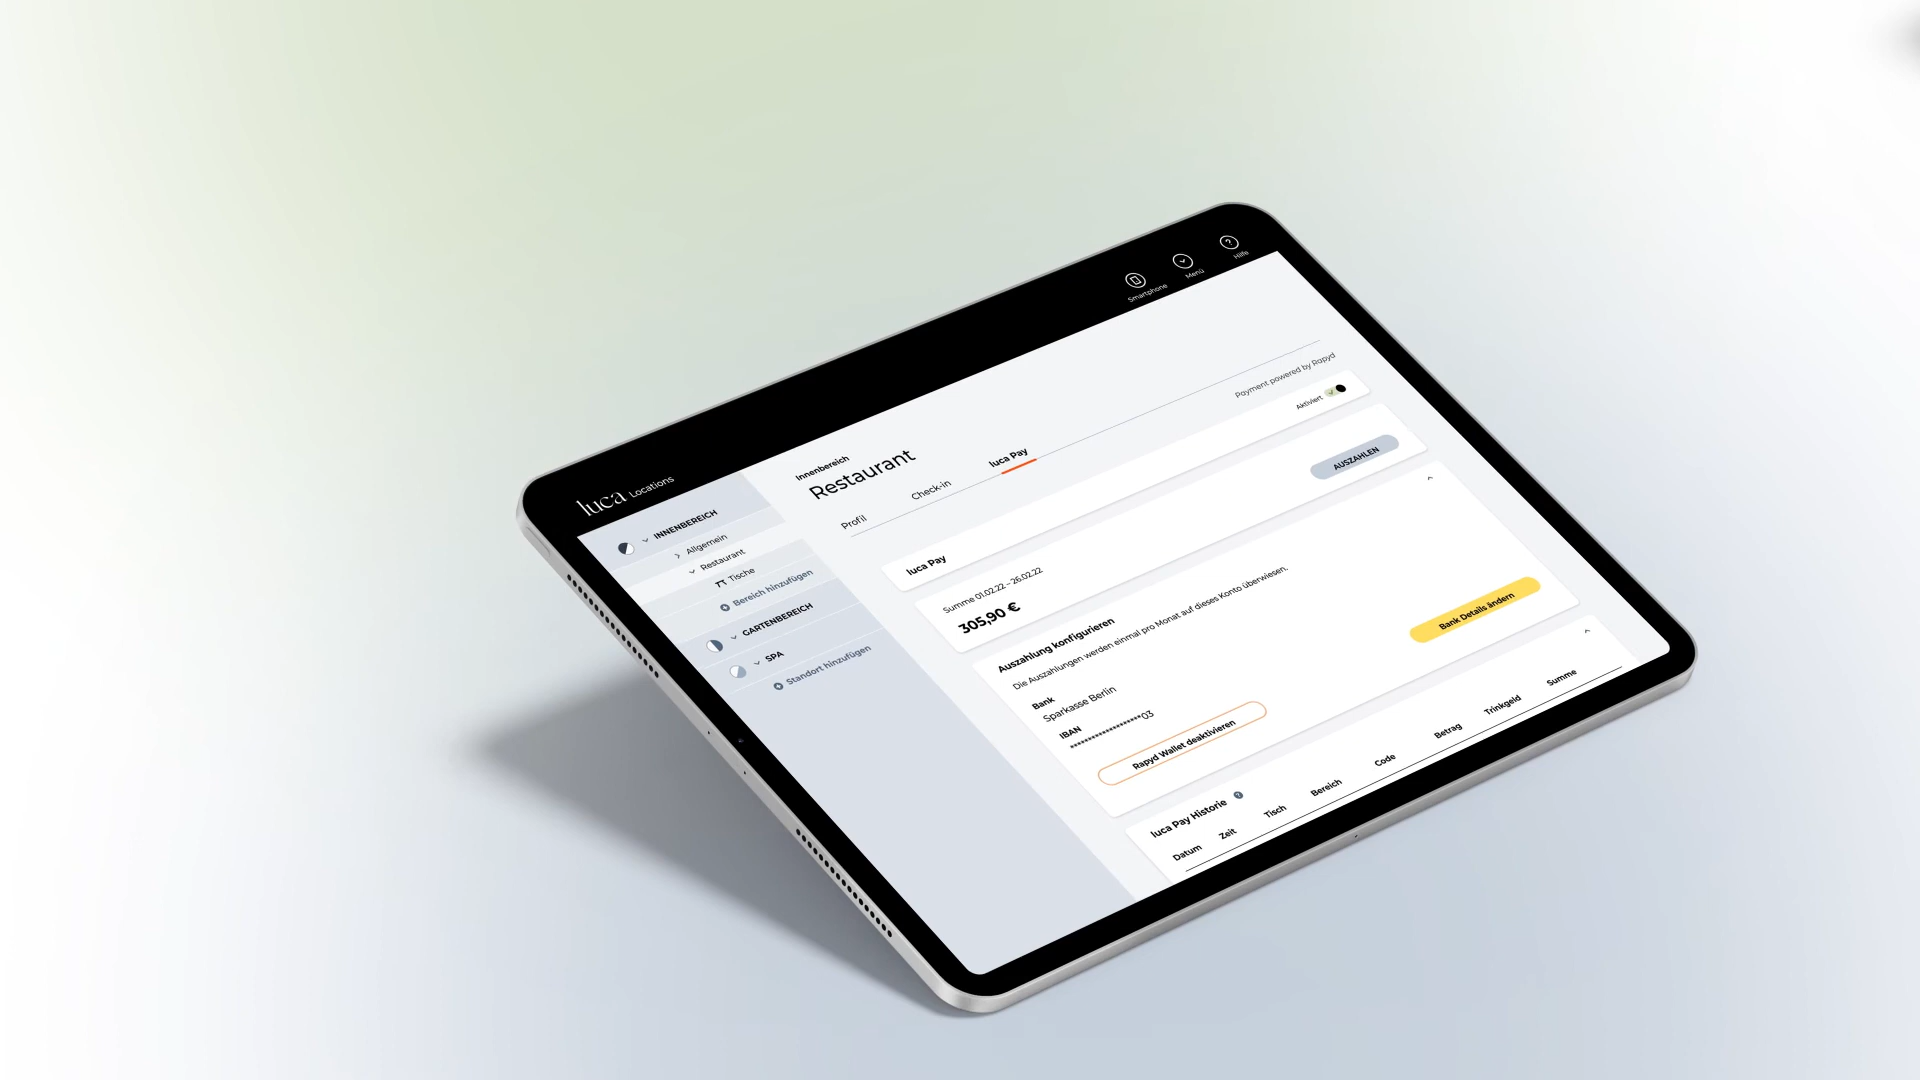 Smartphone
Menü
Hilfe
luca Locations
INNENBEREICH
Allgemein
Restaurant
Tische
Bereich hinzufügen
GARTENBEREICH
SPA
Standort hinzufügen
Innenbereich
Restaurant
Profil
Check-in
luca Pay
Payment powered by Rapyd
luca Pay
Aktiviert
Summe 01.02.22 – 26.02.22
305,90 €
AUSZAHLEN
Auszahlung konfigurieren
Die Auszahlungen werden einmal pro Monat auf dieses Konto überwiesen.
Bank
Sparkasse Berlin
IBAN
********************03
Bank Details ändern
Rapyd Wallet deaktivieren
luca Pay Historie
Datum Zeit Tisch Bereich Code Betrag Trinkgeld Summe